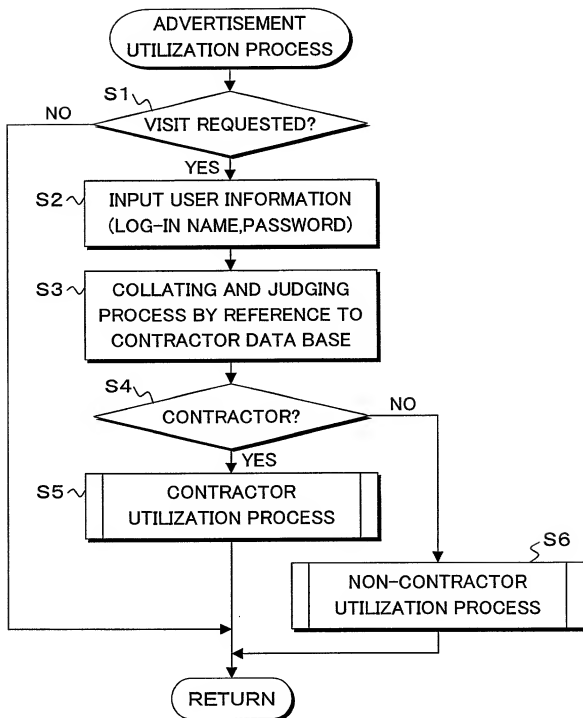 ADVERTISEMENT
UTILIZATION PROCESS
S1
NO
VISIT REQUESTED?
YES
S2
INPUT USER INFORMATION
(LOG-IN NAME,PASSWORD)
S3
COLLATING AND JUDGING
PROCESS BY REFERENCE TO
CONTRACTOR DATA BASE
S4
CONTRACTOR?
NO
YES
S5
CONTRACTOR
UTILIZATION PROCESS
S6
NON-CONTRACTOR
UTILIZATION PROCESS
RETURN